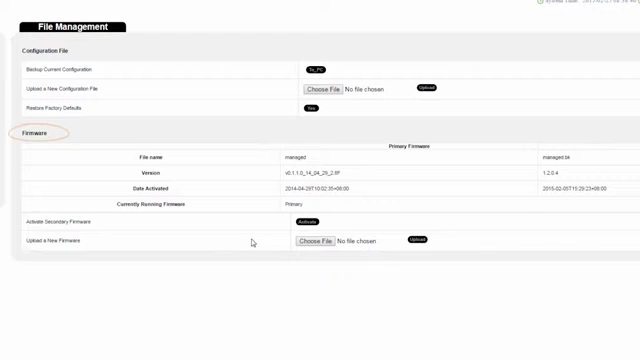 File Management
Configuration File
Backup Current Configuration To_PC
Upload a New Configuration File Choose File No file chosen Upload
Restore Factory Defaults Yes
Firmware
Primary Firmware
File name managed managed.bk
Version v0.1.1.0_14_04_29_2.6F 1.2.0.4
Date Activated 2014-04-29T10:02:35+06:00 2015-02-05T15:29:23+06:00
Currently Running Firmware Primary
Activate Secondary Firmware Activate
Upload a New Firmware Choose File No file chosen Upload